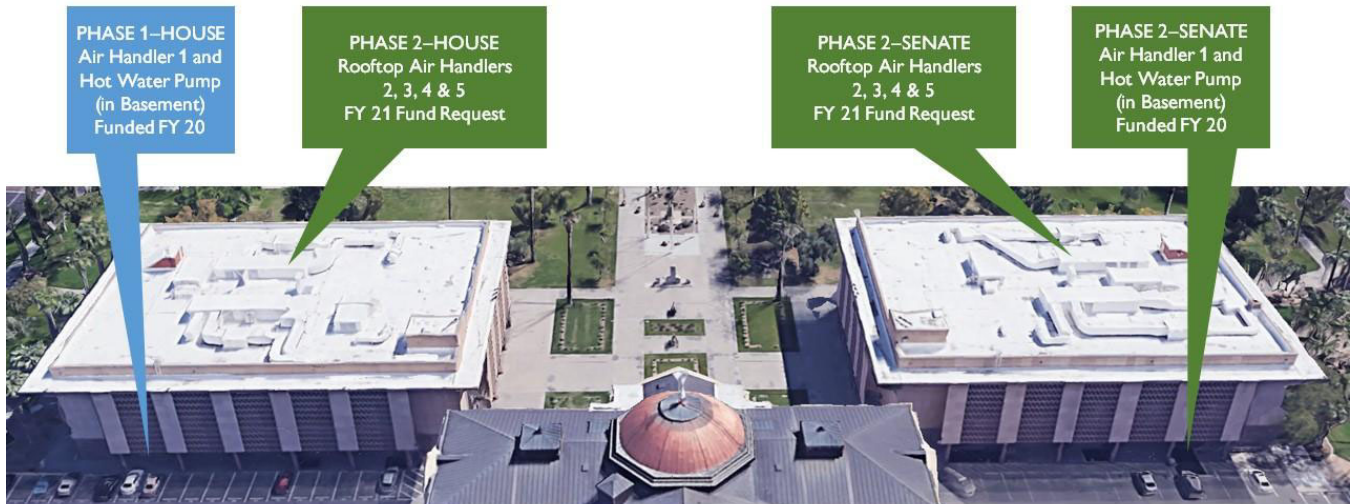 PHASE 1–HOUSE
Air Handler 1 and
Hot Water Pump
(in Basement)
Funded FY 20
PHASE 2–HOUSE
Rooftop Air Handlers
2, 3, 4 & 5
FY 21 Fund Request
PHASE 2–SENATE
Rooftop Air Handlers
2, 3, 4 & 5
FY 21 Fund Request
PHASE 2–SENATE
Air Handler 1 and
Hot Water Pump
(in Basement)
Funded FY 20